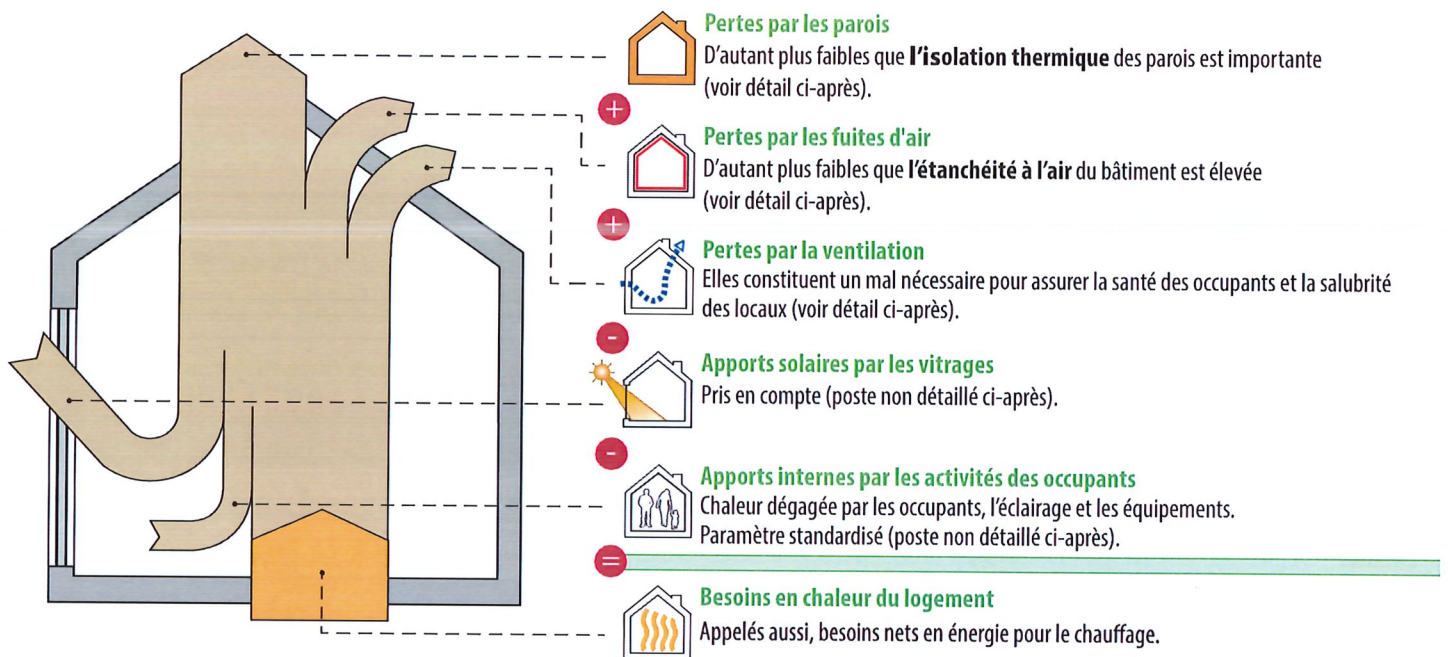 Pertes par les parois
D'autant plus faibles que l'isolation thermique des parois est importante
(voir détail ci-après).
+
Pertes par les fuites d'air
D'autant plus faibles que l'étanchéité à l'air du bâtiment est élevée
(voir détail ci-après).
+
Pertes par la ventilation
Elles constituent un mal nécessaire pour assurer la santé des occupants et la salubrité
des locaux (voir détail ci-après).
-
Apports solaires par les vitrages
Pris en compte (poste non détaillé ci-après).
-
Apports internes par les activités des occupants
Chaleur dégagée par les occupants, l'éclairage et les équipements.
Paramètre standardisé (poste non détaillé ci-après).
=
Besoins en chaleur du logement
Appelés aussi, besoins nets en énergie pour le chauffage.